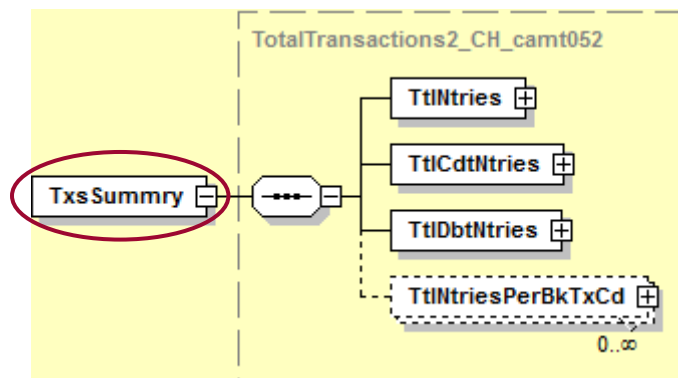 TotalTransactions2_CH_camt052
TtlNtries
TtlCdtNtries
TxsSummry
TtlDbtNtries
TtlNtriesPerBkTxCd
0..∞